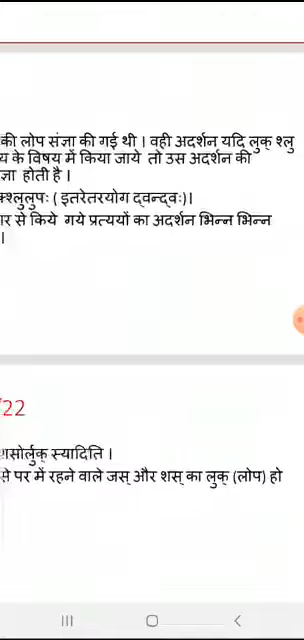 की लोप संज्ञा की गई थी । वही अदर्शन यदि लुक् श्लु
य के विषय में किया जाये तो उस अदर्शन की
ज्ञा होती है ।
क्श्लुलुपः ( इतरेतरयोग द्वन्द्वः)।
ार से किये गये प्रत्ययों का अदर्शन भिन्न भिन्न
।
/22
शसोर्लुक् स्यादिति ।
से पर में रहने वाले जस् और शस् का लुक् (लोप) हो